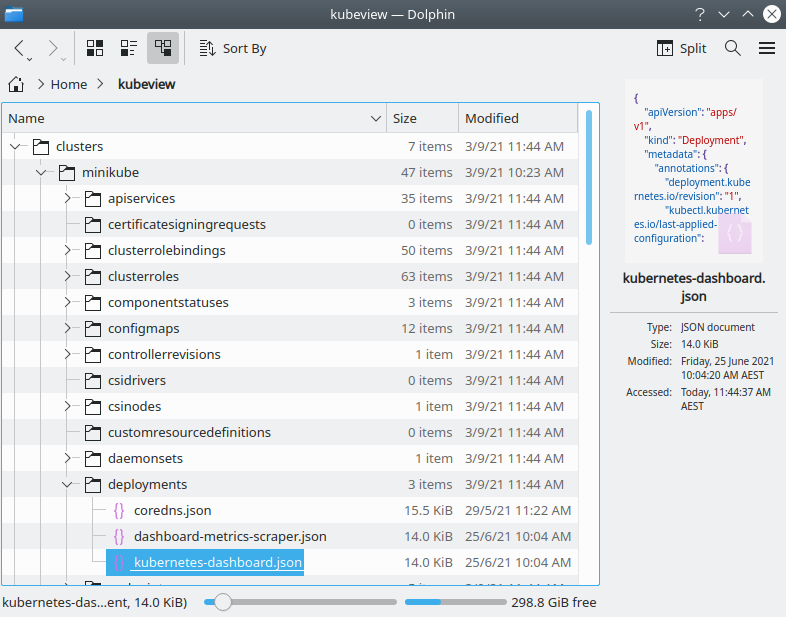 kubeview — Dolphin
Sort By
Split
Home
kubeview
Name Size Modified
clusters 7 items 3/9/21 11:44 AM
minikube 47 items 3/9/21 10:23 AM
apiservices 35 items 3/9/21 11:44 AM
certificatesigningrequests 0 items 3/9/21 11:44 AM
clusterrolebindings 50 items 3/9/21 11:44 AM
clusterroles 63 items 3/9/21 11:44 AM
componentstatuses 3 items 3/9/21 11:44 AM
configmaps 12 items 3/9/21 11:44 AM
controllerrevisions 1 item 3/9/21 11:44 AM
csidrivers 0 items 3/9/21 11:44 AM
csinodes 1 item 3/9/21 11:44 AM
customresourcedefinitions 0 items 3/9/21 11:44 AM
daemonsets 1 item 3/9/21 11:44 AM
deployments 3 items 3/9/21 11:44 AM
coredns.json 15.5 KiB 29/5/21 11:22 AM
dashboard-metrics-scraper.json 14.0 KiB 25/6/21 10:04 AM
kubernetes-dashboard.json 14.0 KiB 25/6/21 10:04 AM
kubernetes-das...ent, 14.0 KiB)
298.8 GiB free
{
"apiVersion": "apps/
v1",
"kind": "Deployment",
"metadata": {
"annotations": {
"deployment.kube
rnetes.io/revision": "1",
"kubectl.kubernet
es.io/last-applied-
configuration":
kubernetes-dashboard.
json
Type: JSON document
Size: 14.0 KiB
Modified: Friday, 25 June 2021
10:04:20 AM AEST
Accessed: Today, 11:44:37 AM
AEST